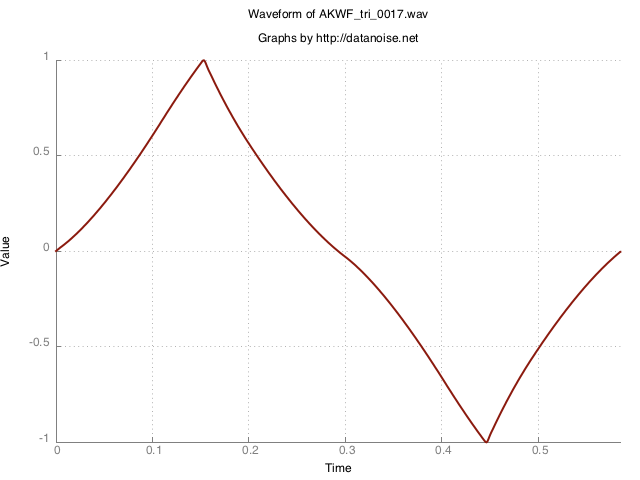 Waveform of AKWF_tri_0017.wav
Graphs by http://datanoise.net
1
0.5
0
-0.5
-1
Value
0 0.1 0.2 0.3 0.4 0.5
Time